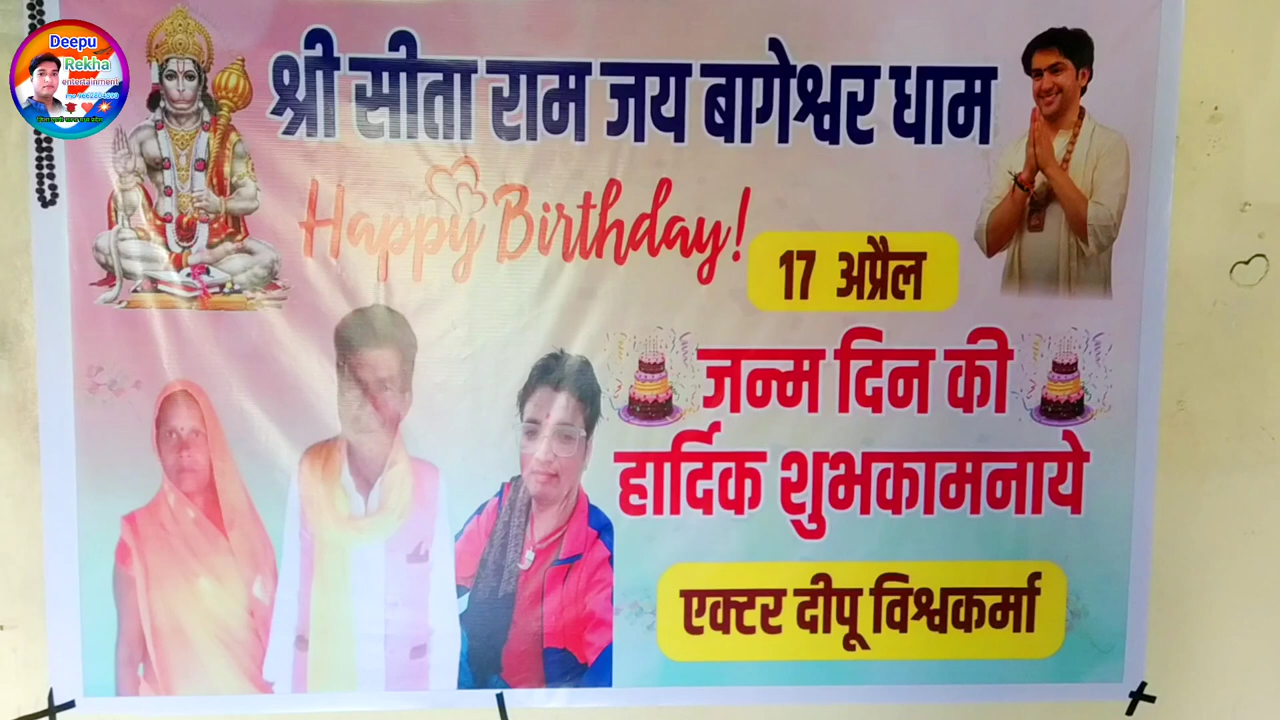 Deepu
Rekha
entertainment
श्री सीता राम जय बागेश्वर धाम
Happy Birthday!
17 अप्रैल
जन्म दिन की
हार्दिक शुभकामनाये
एक्टर दीपू विश्वकर्मा